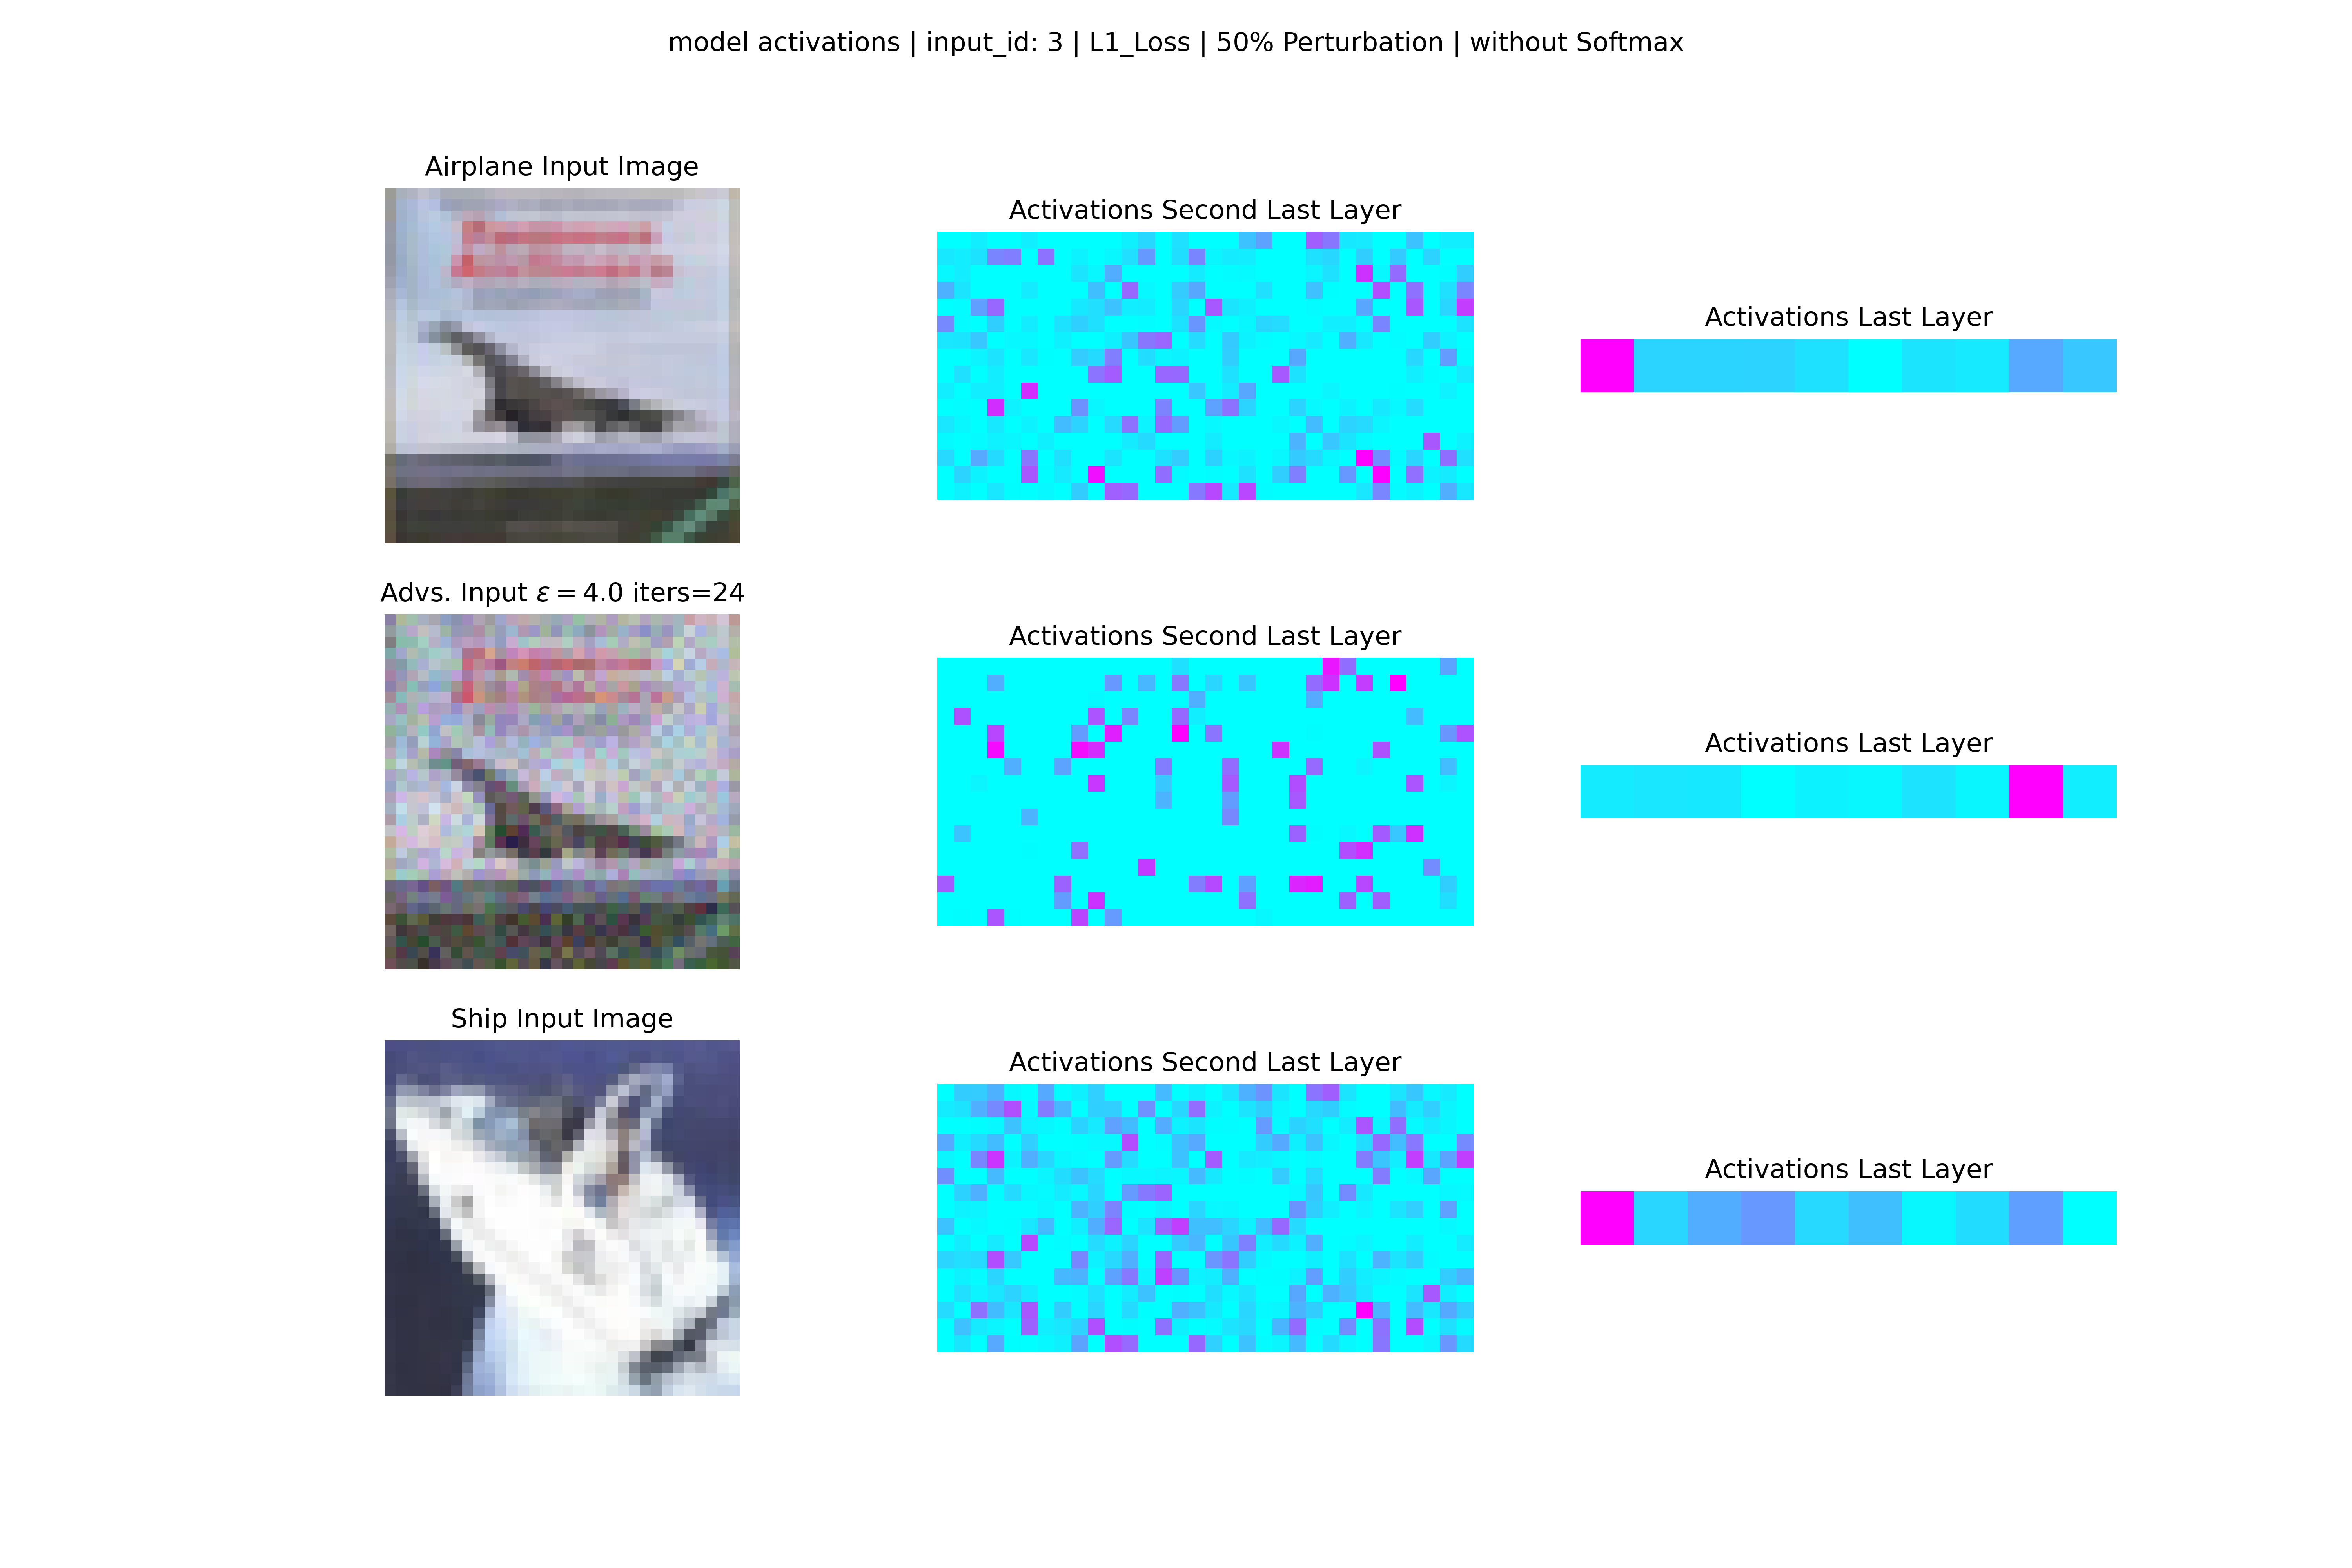 model activations | input_id: 3 | L1_Loss | 50% Perturbation | without Softmax
Airplane Input Image
Activations Second Last Layer
Activations Last Layer
Advs. Input ε = 4.0 iters=24
Activations Second Last Layer
Activations Last Layer
Ship Input Image
Activations Second Last Layer
Activations Last Layer